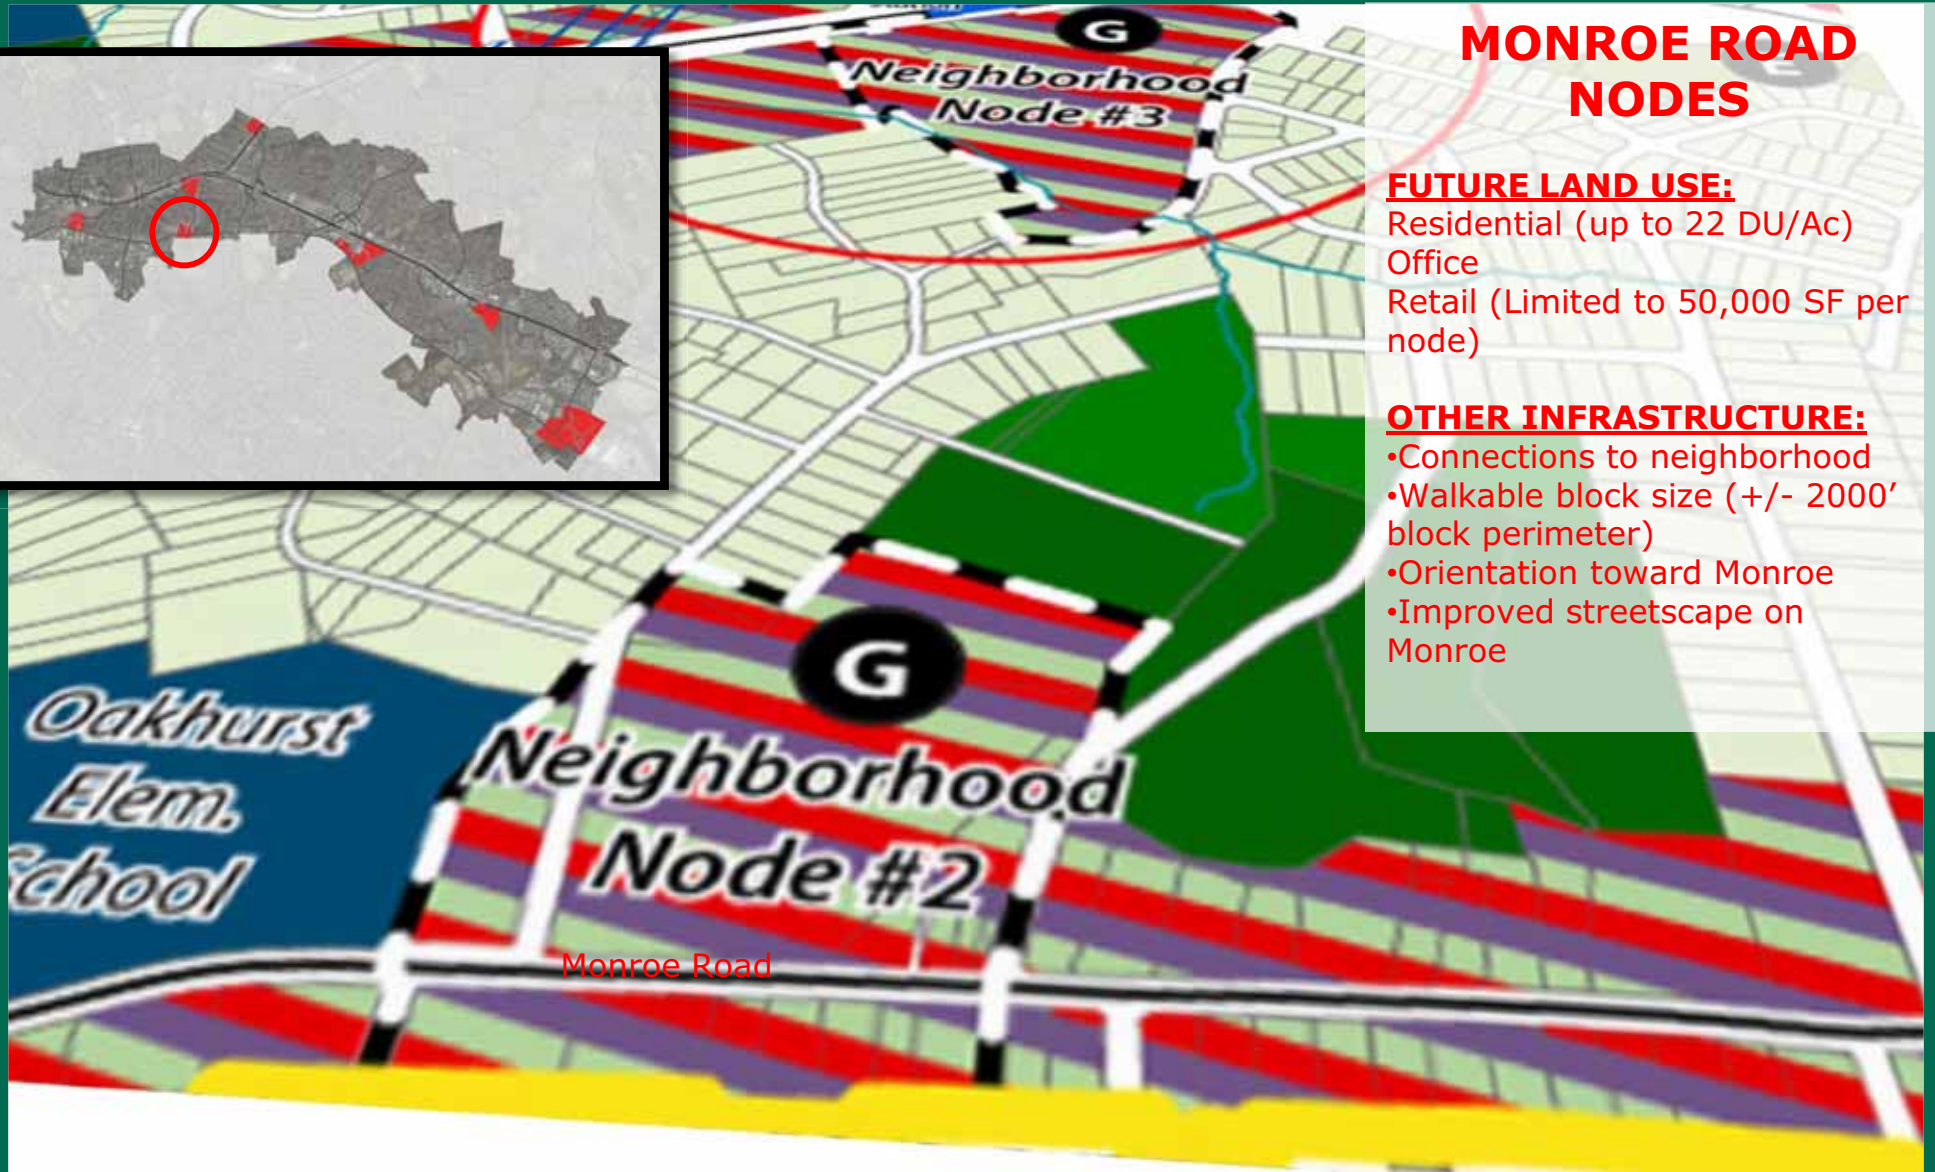 Station
G
Neighborhood
Node #3
MONROE ROAD
NODES
FUTURE LAND USE:
Residential (up to 22 DU/Ac)
Office
Retail (Limited to 50,000 SF per
node)
OTHER INFRASTRUCTURE:
•Connections to neighborhood
•Walkable block size (+/- 2000’
block perimeter)
•Orientation toward Monroe
•Improved streetscape on
Monroe
G
Neighborhood
Node #2
Oakhurst
Elem.
School
Monroe Road